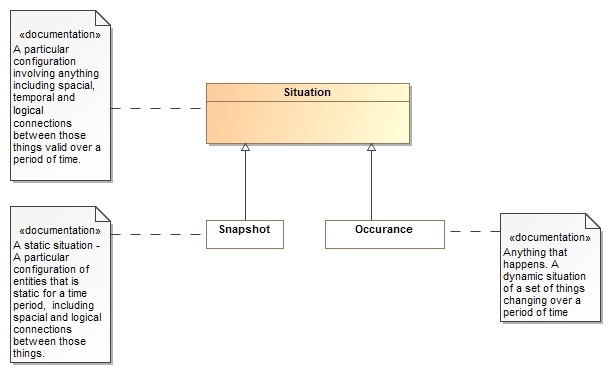 «documentation»
A particular
configuration
involving anything
including spacial,
temporal and
logical
connections
between those
things valid over a
period of time.
Situation
Snapshot
Occurance
«documentation»
A static situation -
A particular
configuration of
entities that is
static for a time
period,  including
spacial and logical
connections
between those
things.
«documentation»
Anything that
happens. A
dynamic situation
of a set of things
changing over a
period of time